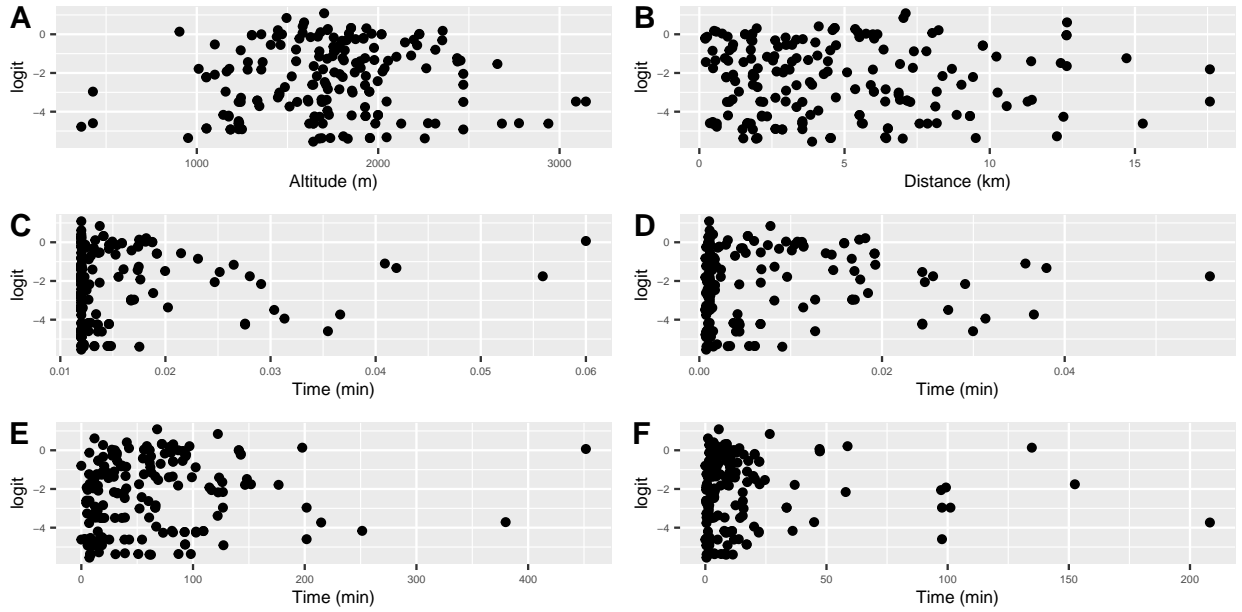 A
logit
0
−2
−4
1000 2000 3000
Altitude (m)
B
logit
0
−2
−4
0 5 10 15
Distance (km)
C
logit
0
−2
−4
0.01 0.02 0.03 0.04 0.05 0.06
Time (min)
D
logit
0
−2
−4
0.00 0.02 0.04
Time (min)
E
logit
0
−2
−4
0 100 200 300 400
Time (min)
F
logit
0
−2
−4
0 50 100 150 200
Time (min)